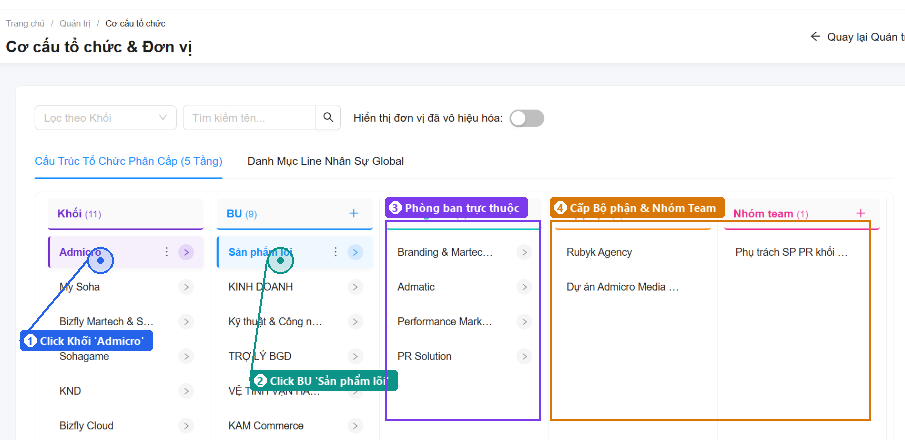 Trang chủ / Quản trị / Cơ cấu tổ chức
Cơ cấu tổ chức & Đơn vị
Quay lại Quản tr
Lọc theo Khối
Tìm kiếm tên...
Hiển thị đơn vị đã vô hiệu hóa:
Cấu Trúc Tổ Chức Phân Cấp (5 Tầng)
Danh Mục Line Nhân Sự Global
Khối (11)
BU (9)
3 Phòng ban trực thuộc
4 Cấp Bộ phận & Nhóm Team
Nhóm team (1)
Admicro
Sản phẩm lõi
Branding & Martec...
Rubyk Agency
Phụ trách SP PR khối ...
My Soha
KINH DOANH
Admatic
Dự án Admicro Media ...
Bizfly Martech & S...
Kỹ thuật & Công n...
Performance Mark...
1 Click Khối 'Admicro'
Sohagame
TRỢ LÝ BGD
PR Solution
2 Click BU 'Sản phẩm lõi'
KND
VỆ TINH VẬN HÀ...
Bizfly Cloud
KAM Commerce